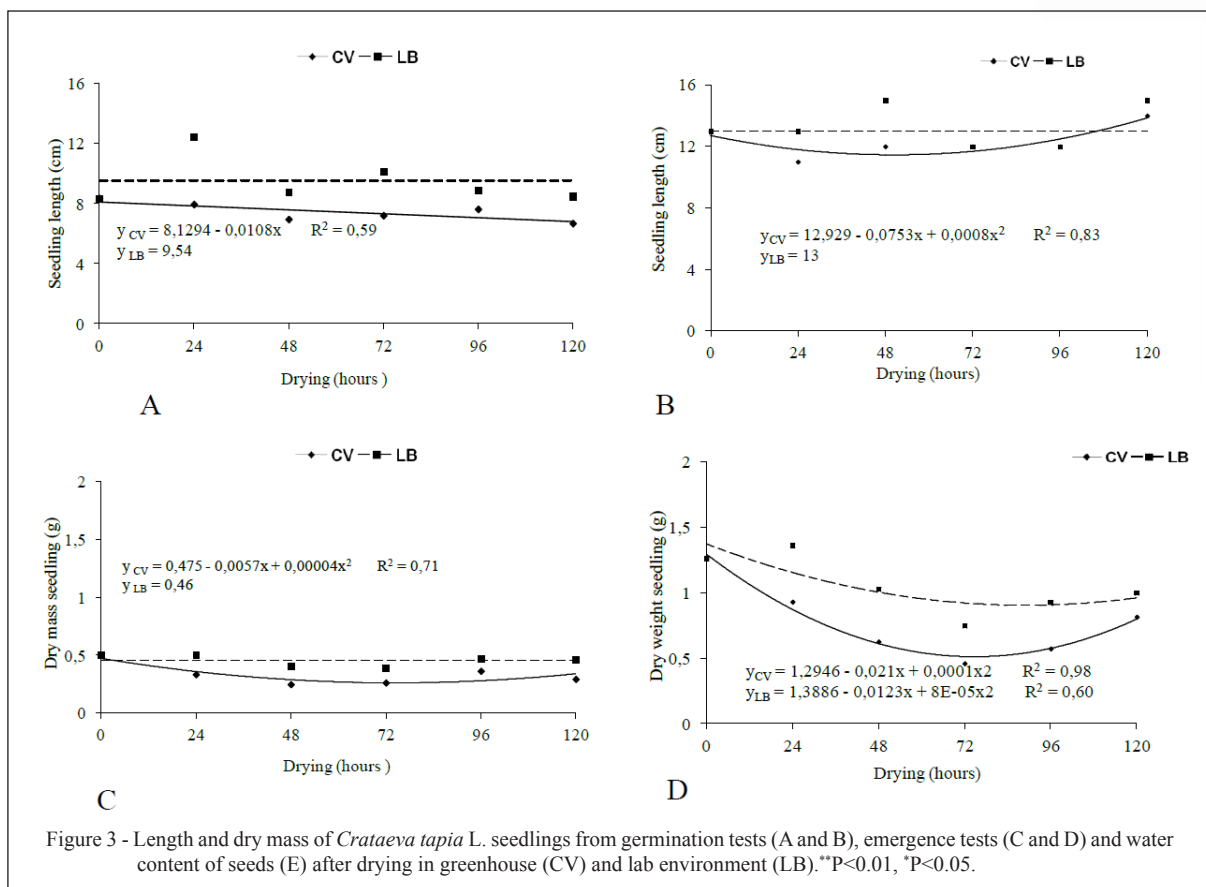 CV LB
16
12
8
4
0
Seedling length (cm)
y CV = 8,1294 - 0,0108x R² = 0,59
y LB = 9,54
0 24 48 72 96 120
Drying (hours )
A
CV LB
16
12
8
4
0
Seedling length (cm)
yCV = 12,929 - 0,0753x + 0,0008x² R² = 0,83
yLB = 13
0 24 48 72 96 120
Drying (hours)
B
CV LB
2
1,5
1
0,5
0
Dry mass seedling (g)
y CV = 0,475 - 0,0057x + 0,00004x² R² = 0,71
y LB = 0,46
0 24 48 72 96 120
Drying (hours )
C
CV LB
2
1,5
1
0,5
0
Dry weight seedling (g)
yCV = 1,2946 - 0,021x + 0,0001x2 R² = 0,98
yLB = 1,3886 - 0,0123x + 8E-05x2 R² = 0,60
0 24 48 72 96 120
Drying (hours)
D
Figure 3 - Length and dry mass of Crataeva tapia L. seedlings from germination tests (A and B), emergence tests (C and D) and water
content of seeds (E) after drying in greenhouse (CV) and lab environment (LB).**P<0.01, *P<0.05.